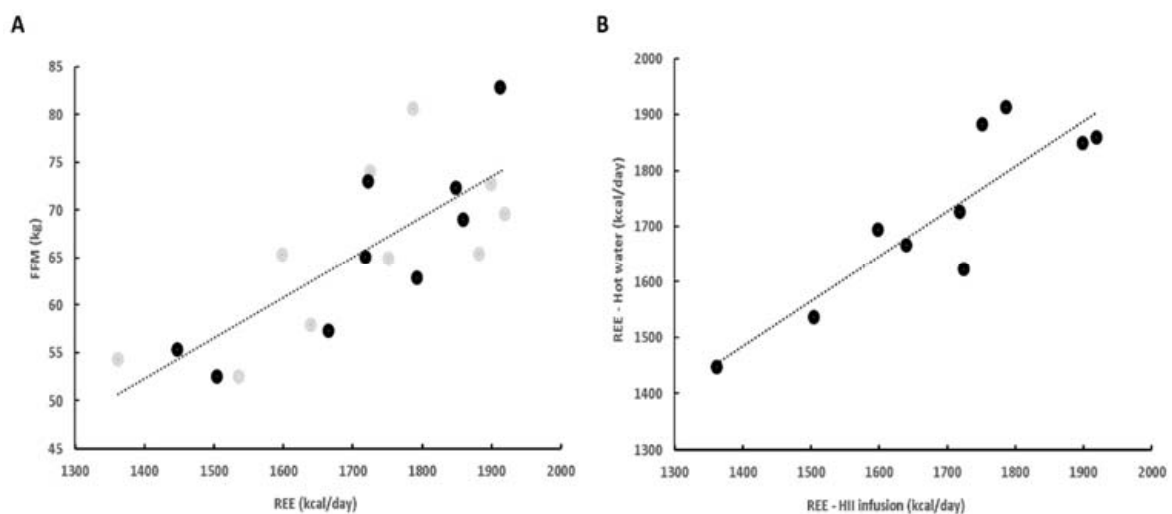 A
85
80
75
70
65
60
55
50
45
FFM (kg)
1300 1400 1500 1600 1700 1800 1900 2000
REE (kcal/day)
B
2000
1900
1800
1700
1600
1500
1400
1300
REE - Hot water (kcal/day)
1300 1400 1500 1600 1700 1800 1900 2000
REE - HII infusion (kcal/day)